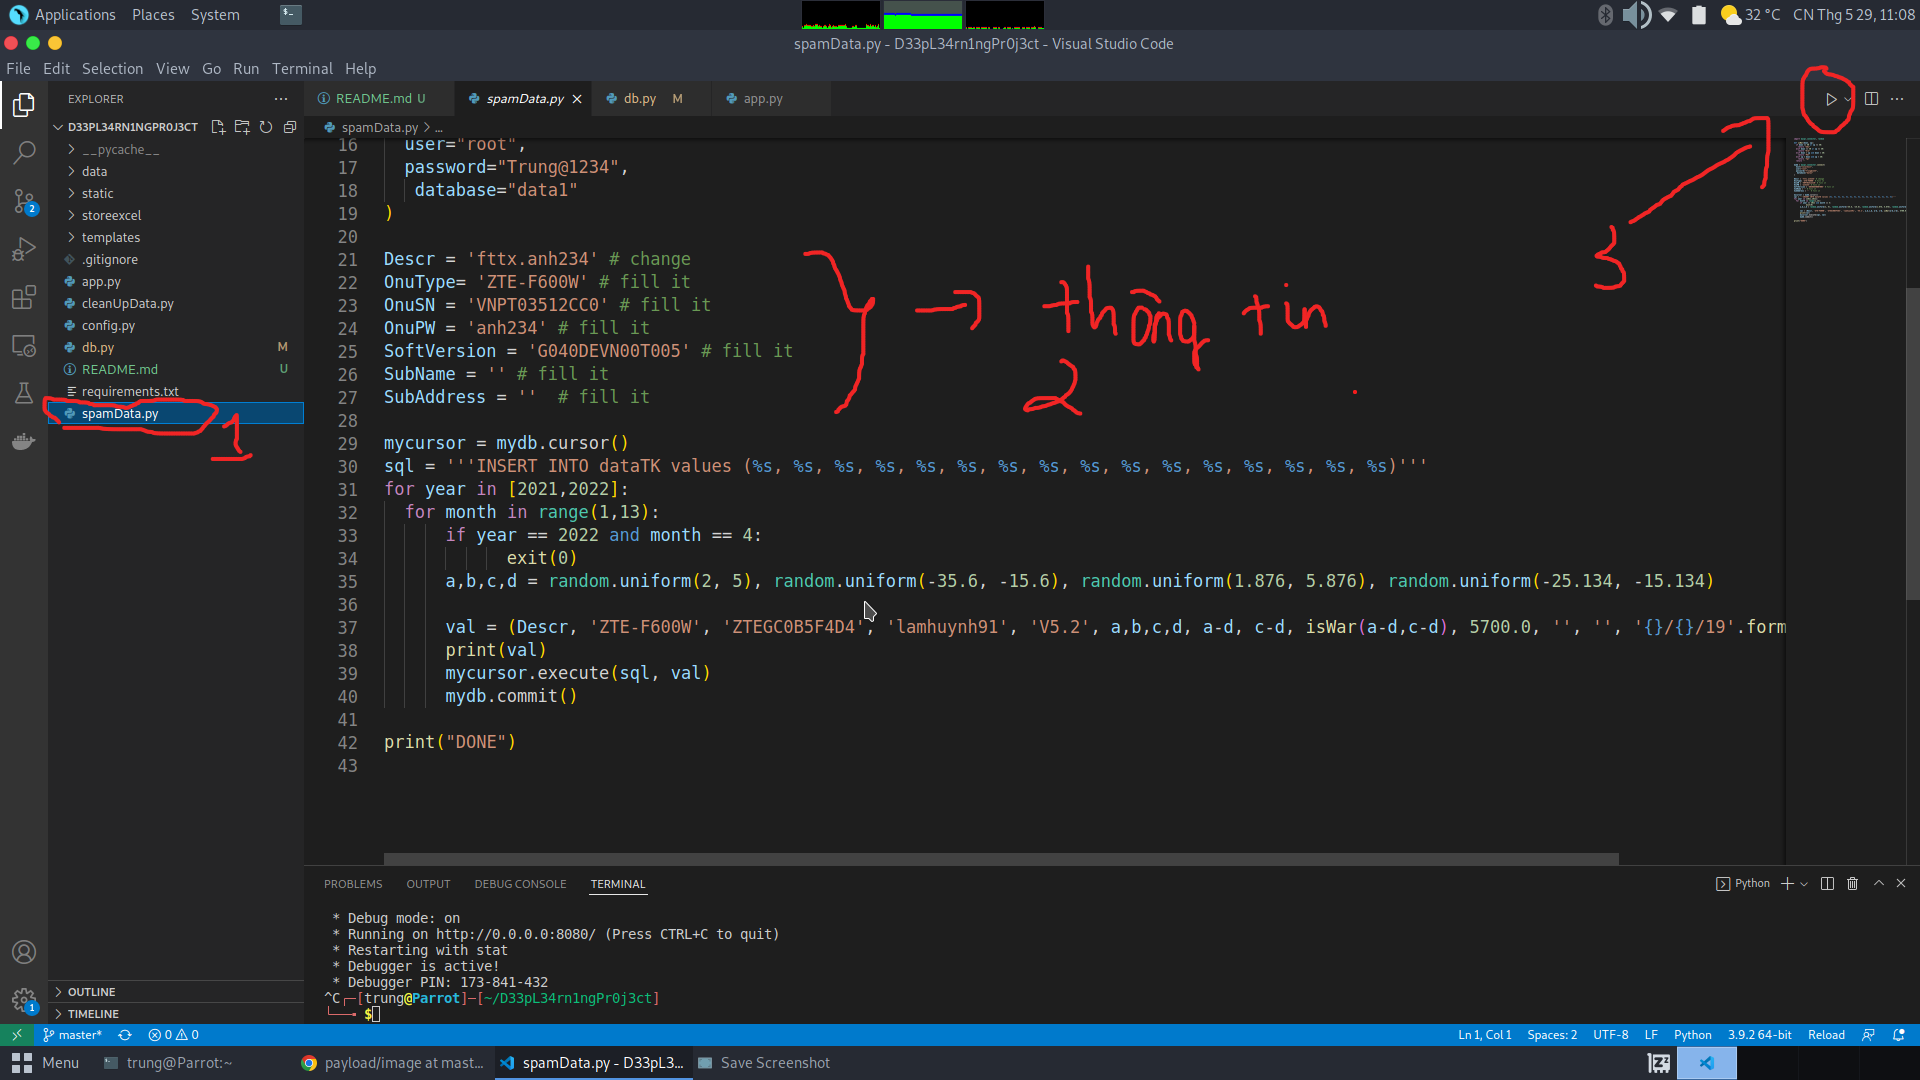 Applications Places System
32 °C CN Thg 5 29, 11:08
spamData.py - D33pL34rn1ngPr0j3ct - Visual Studio Code
File Edit Selection View Go Run Terminal Help
EXPLORER
D33PL34RN1NGPR0J3CT
__pycache__
data
static
storeexcel
templates
.gitignore
app.py
cleanUpData.py
config.py
db.py M
README.md U
requirements.txt
spamData.py
1
OUTLINE
TIMELINE
2
1
README.md U spamData.py db.py M app.py
spamData.py > ...
16 user="root",
17 password="Trung@1234",
18 database="data1"
19 )
20
21 Descr = 'fttx.anh234' # change
22 OnuType= 'ZTE-F600W' # fill it
23 OnuSN = 'VNPT03512CC0' # fill it
24 OnuPW = 'anh234' # fill it
25 SoftVersion = 'G040DEVN00T005' # fill it
26 SubName = '' # fill it
27 SubAddress = ''  # fill it
28
29 mycursor = mydb.cursor()
30 sql = '''INSERT INTO dataTK values (%s, %s, %s, %s, %s, %s, %s, %s, %s, %s, %s, %s, %s, %s, %s, %s)'''
31 for year in [2021,2022]:
32 for month in range(1,13):
33 if year == 2022 and month == 4:
34 exit(0)
35 a,b,c,d = random.uniform(2, 5), random.uniform(-35.6, -15.6), random.uniform(1.876, 5.876), random.uniform(-25.134, -15.134)
36
37 val = (Descr, 'ZTE-F600W', 'ZTEGC0B5F4D4', 'lamhuynh91', 'V5.2', a,b,c,d, a-d, c-d, isWar(a-d,c-d), 5700.0, '', '', '{}/{}/19'.form
38 print(val)
39 mycursor.execute(sql, val)
40 mydb.commit()
41
42 print("DONE")
43
thông tin
2
3
PROBLEMS OUTPUT DEBUG CONSOLE TERMINAL
Python
* Debug mode: on
* Running on http://0.0.0.0:8080/ (Press CTRL+C to quit)
* Restarting with stat
* Debugger is active!
* Debugger PIN: 173-841-432
^C┌─[trung@Parrot]─[~/D33pL34rn1ngPr0j3ct]
└──╼ $
master* 0 0 Ln 1, Col 1 Spaces: 2 UTF-8 LF Python 3.9.2 64-bit Reload
Menu trung@Parrot:~ payload/image at mast... spamData.py - D33pL3... Save Screenshot